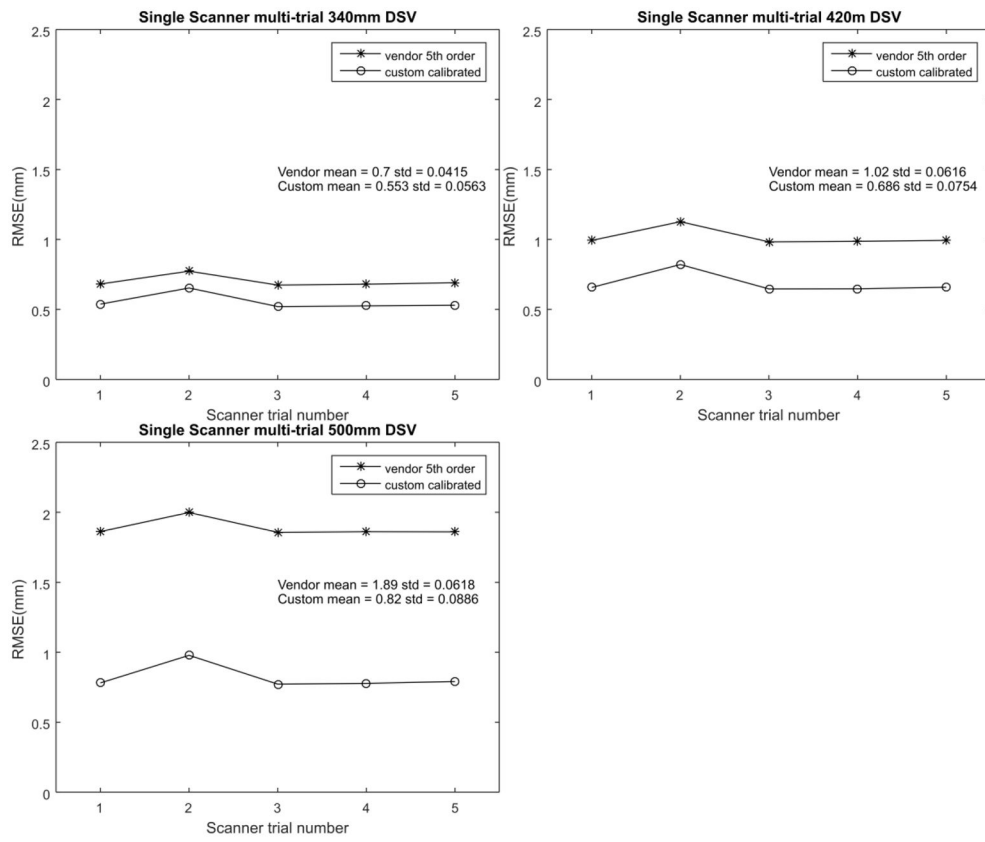 Single Scanner multi-trial 340mm DSV
2.5
2
1.5
1
0.5
0
RMSE(mm)
vendor 5th order
custom calibrated
Vendor mean = 0.7 std = 0.0415
Custom mean = 0.553 std = 0.0563
1 2 3 4 5
Scanner trial number
Single Scanner multi-trial 420m DSV
2.5
2
1.5
1
0.5
0
RMSE(mm)
vendor 5th order
custom calibrated
Vendor mean = 1.02 std = 0.0616
Custom mean = 0.686 std = 0.0754
1 2 3 4 5
Scanner trial number
Single Scanner multi-trial 500mm DSV
2.5
2
1.5
1
0.5
0
RMSE(mm)
vendor 5th order
custom calibrated
Vendor mean = 1.89 std = 0.0618
Custom mean = 0.82 std = 0.0886
1 2 3 4 5
Scanner trial number